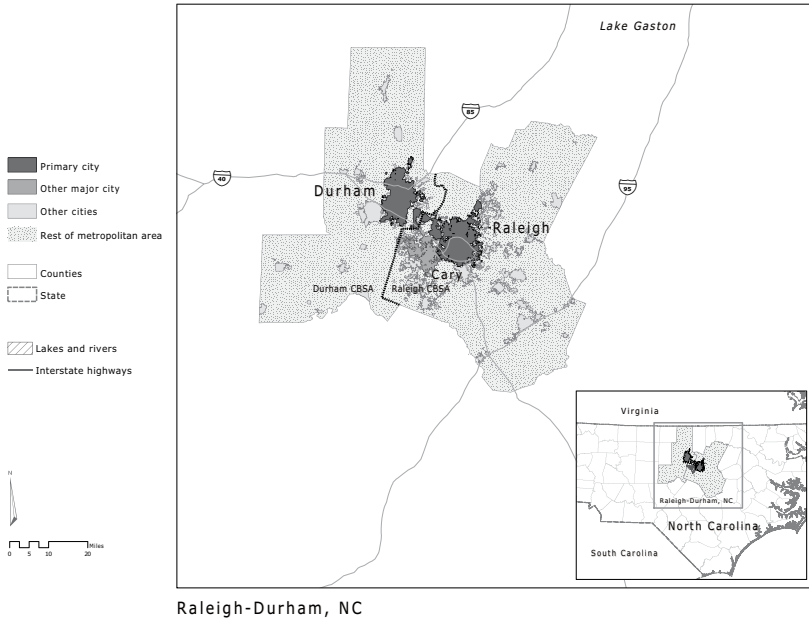 Lake Gaston
85
40
95
Primary city
Other major city
Other cities
Rest of metropolitan area
Counties
State
Lakes and rivers
Interstate highways
Durham
Raleigh
Cary
Durham CBSA
Raleigh CBSA
N
0 5 10 20
Miles
Virginia
Raleigh-Durham, NC
North Carolina
South Carolina
Raleigh-Durham, NC